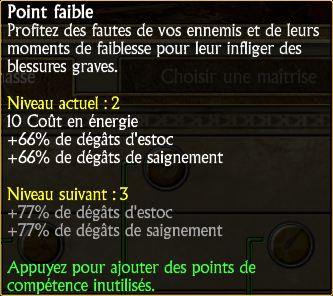 Point faible
Profitez des fautes de vos ennemis et de leurs
moments de faiblesse pour leur infliger des
blessures graves.
Choisir une maîtrise
Niveau actuel : 2
10 Coût en énergie
+66% de dégâts d'estoc
+66% de dégâts de saignement
Niveau suivant : 3
+77% de dégâts d'estoc
+77% de dégâts de saignement
Appuyez pour ajouter des points de
compétence inutilisés.